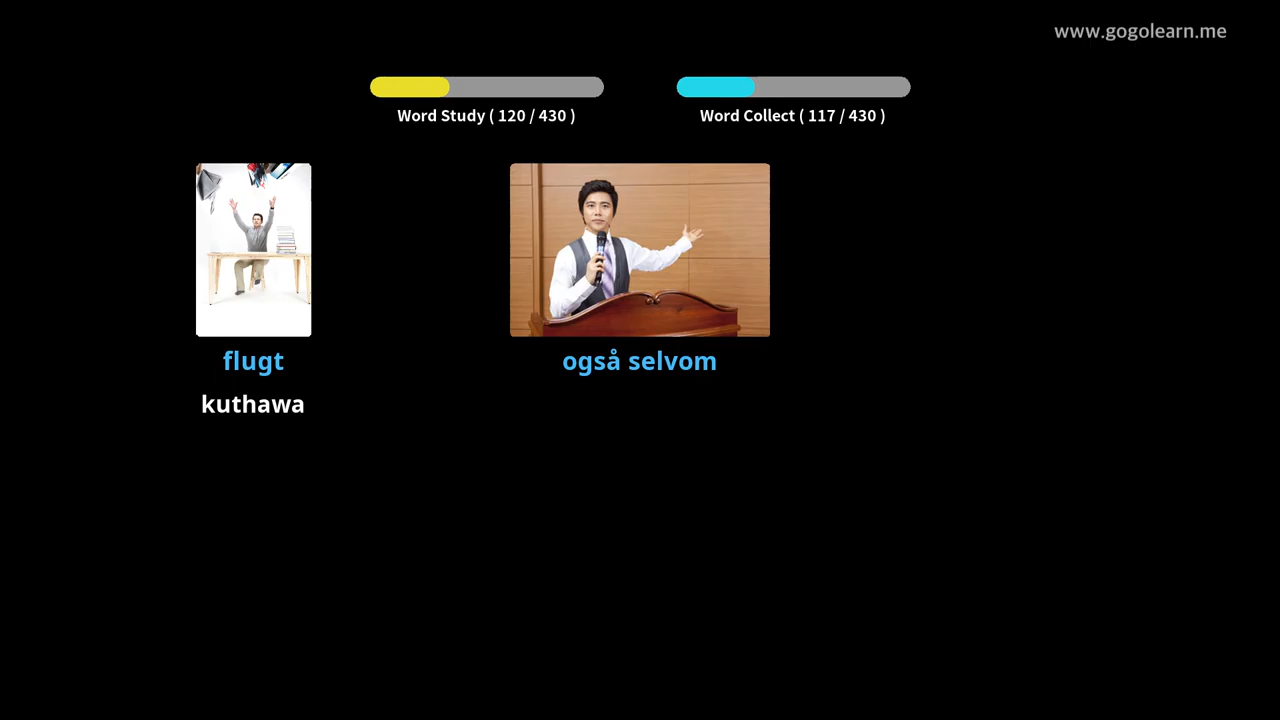 www.gogolearn.me
Word Study ( 120 / 430 )
Word Collect ( 117 / 430 )
flugt
også selvom
kuthawa